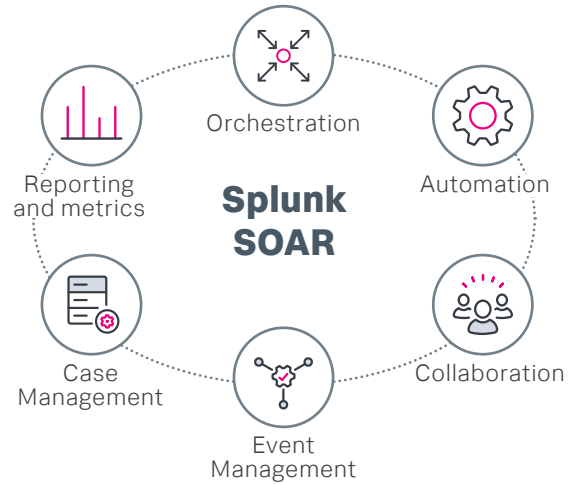 Orchestration
Automation
Reporting
and metrics
Splunk
SOAR
Case
Management
Collaboration
Event
Management